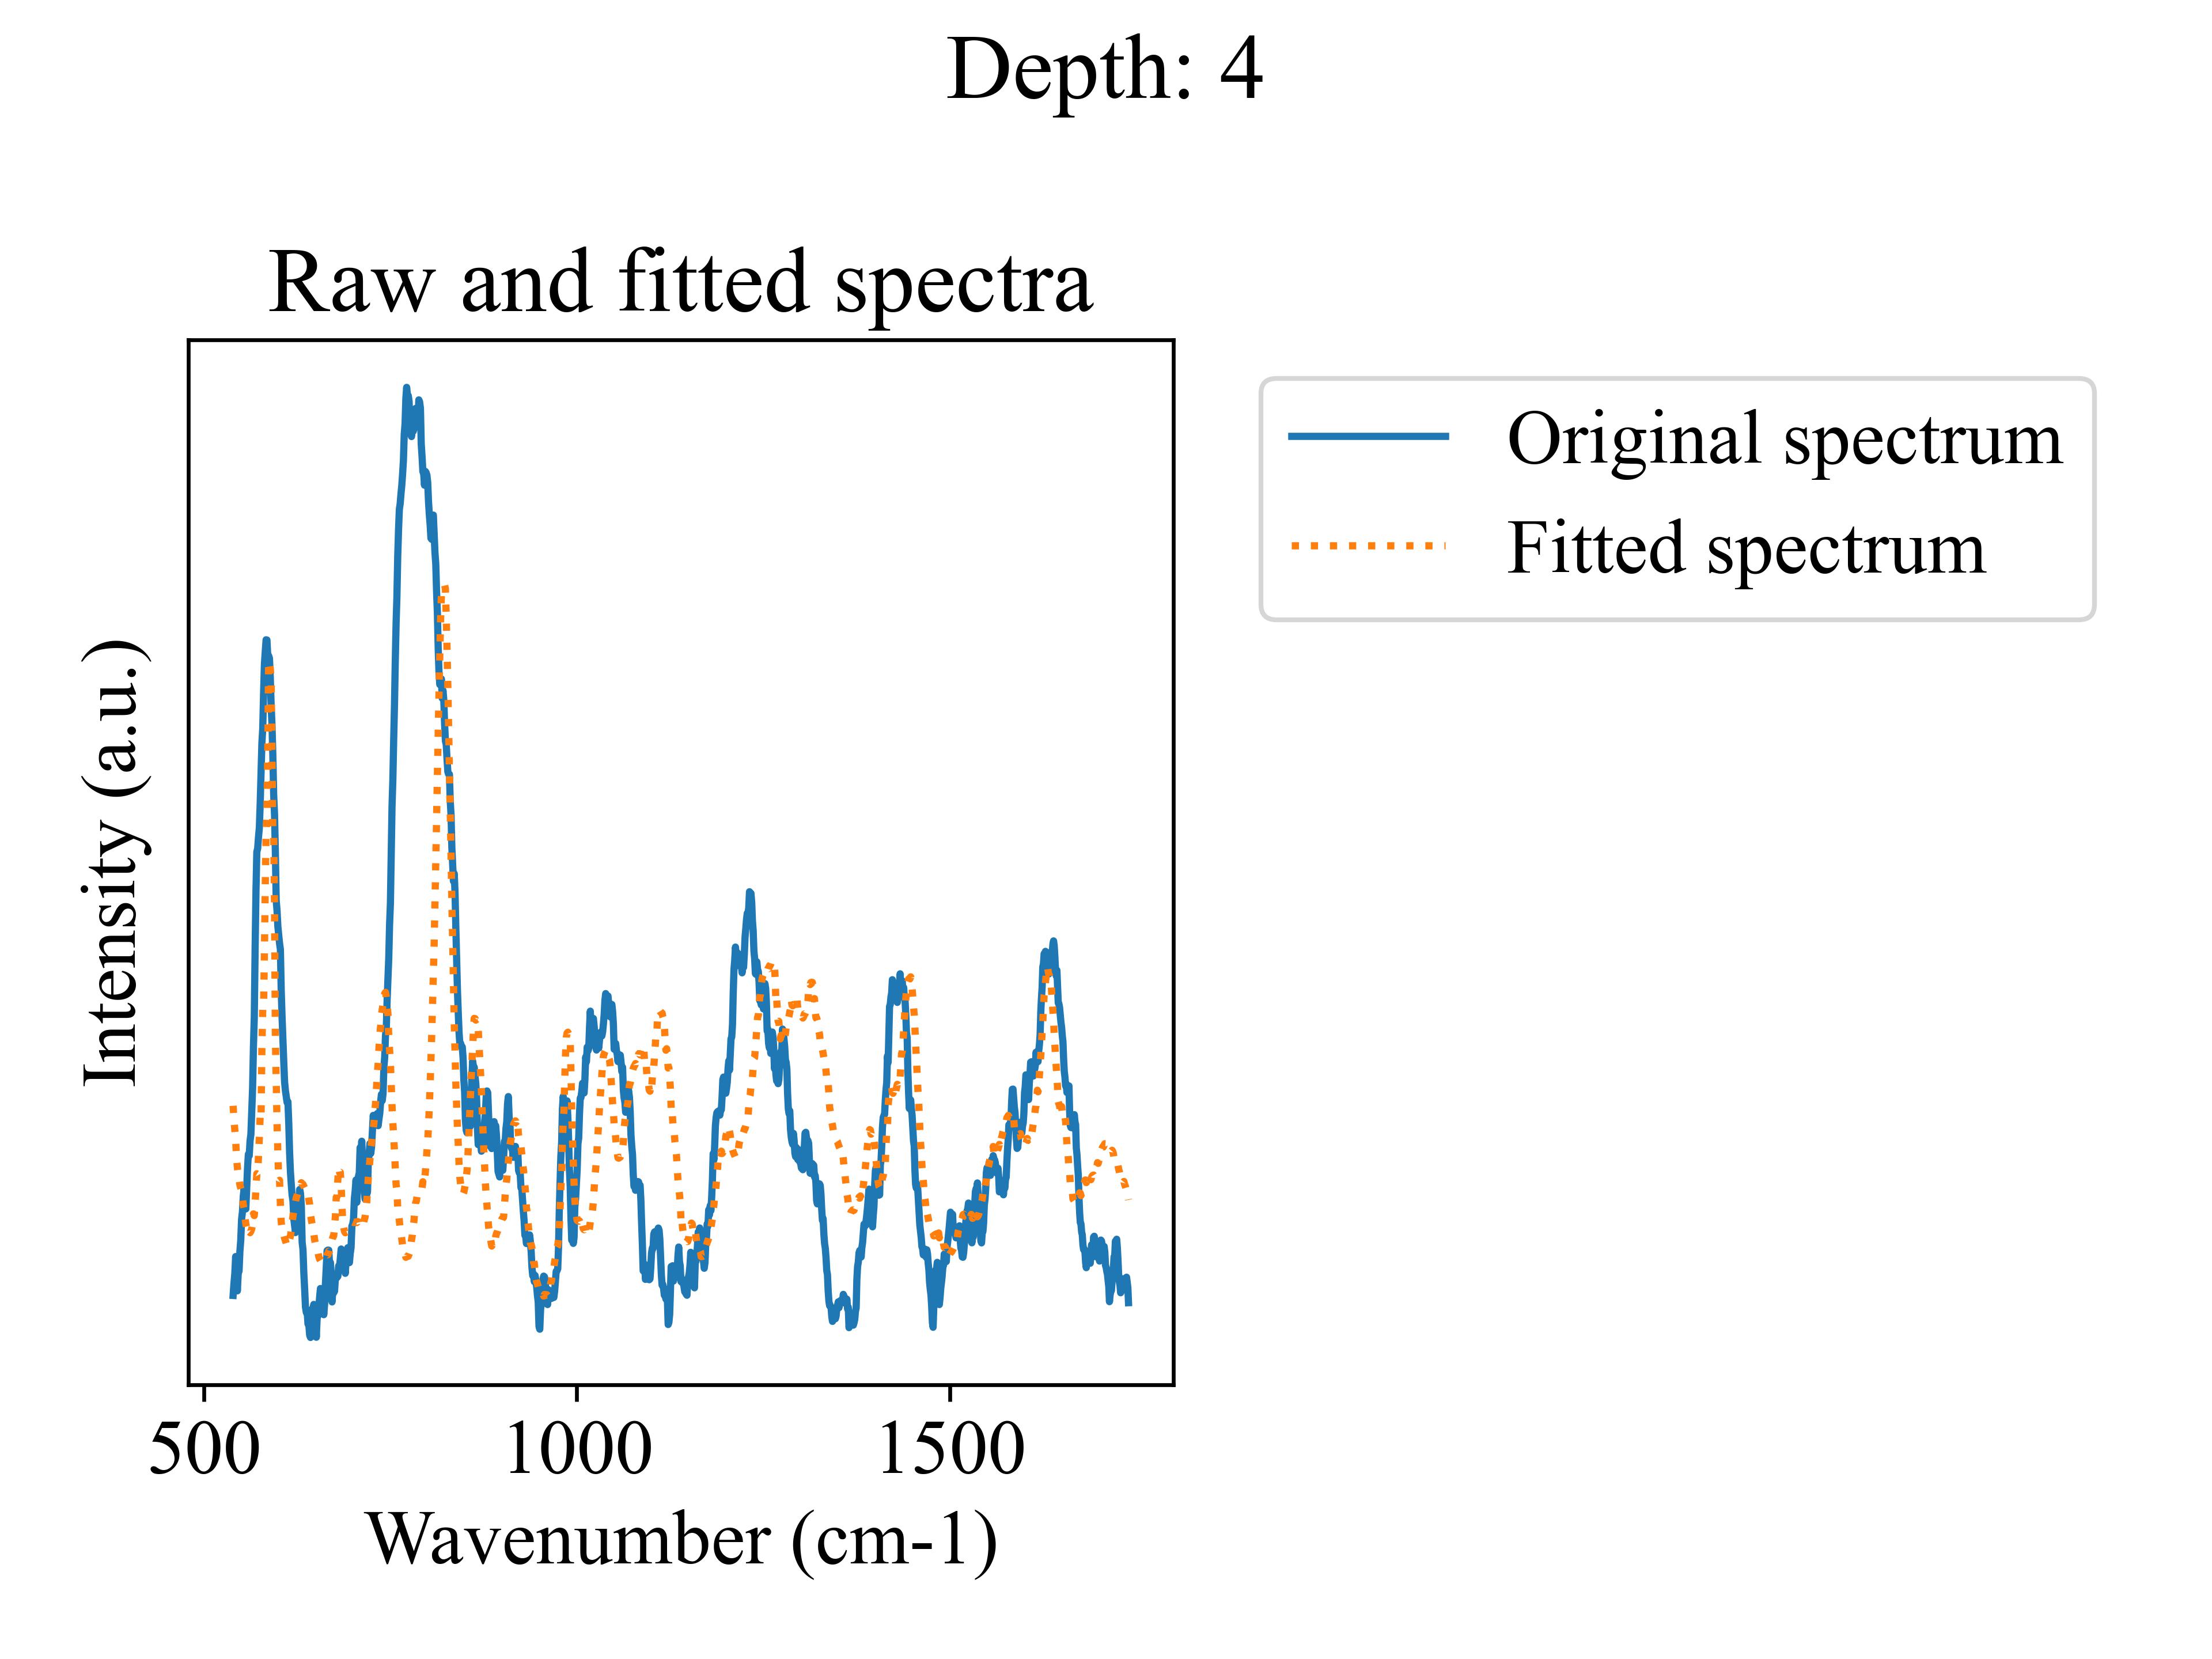 Depth: 4
Raw and fitted spectra
Original spectrum
Fitted spectrum
Intensity (a.u.)
500 1000 1500
Wavenumber (cm-1)